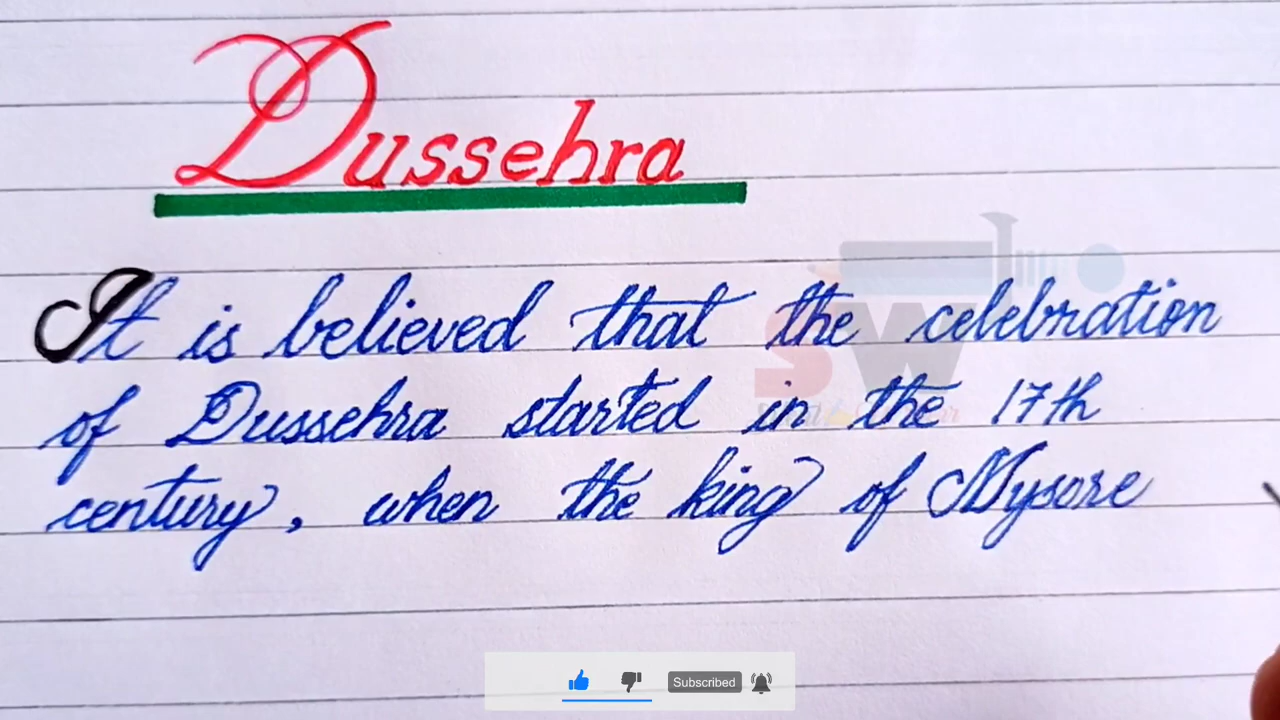 Dussehra
It is believed that the celebration
of Dussehra started in the 17th
century, when the king of Mysore
SW
Subscribed